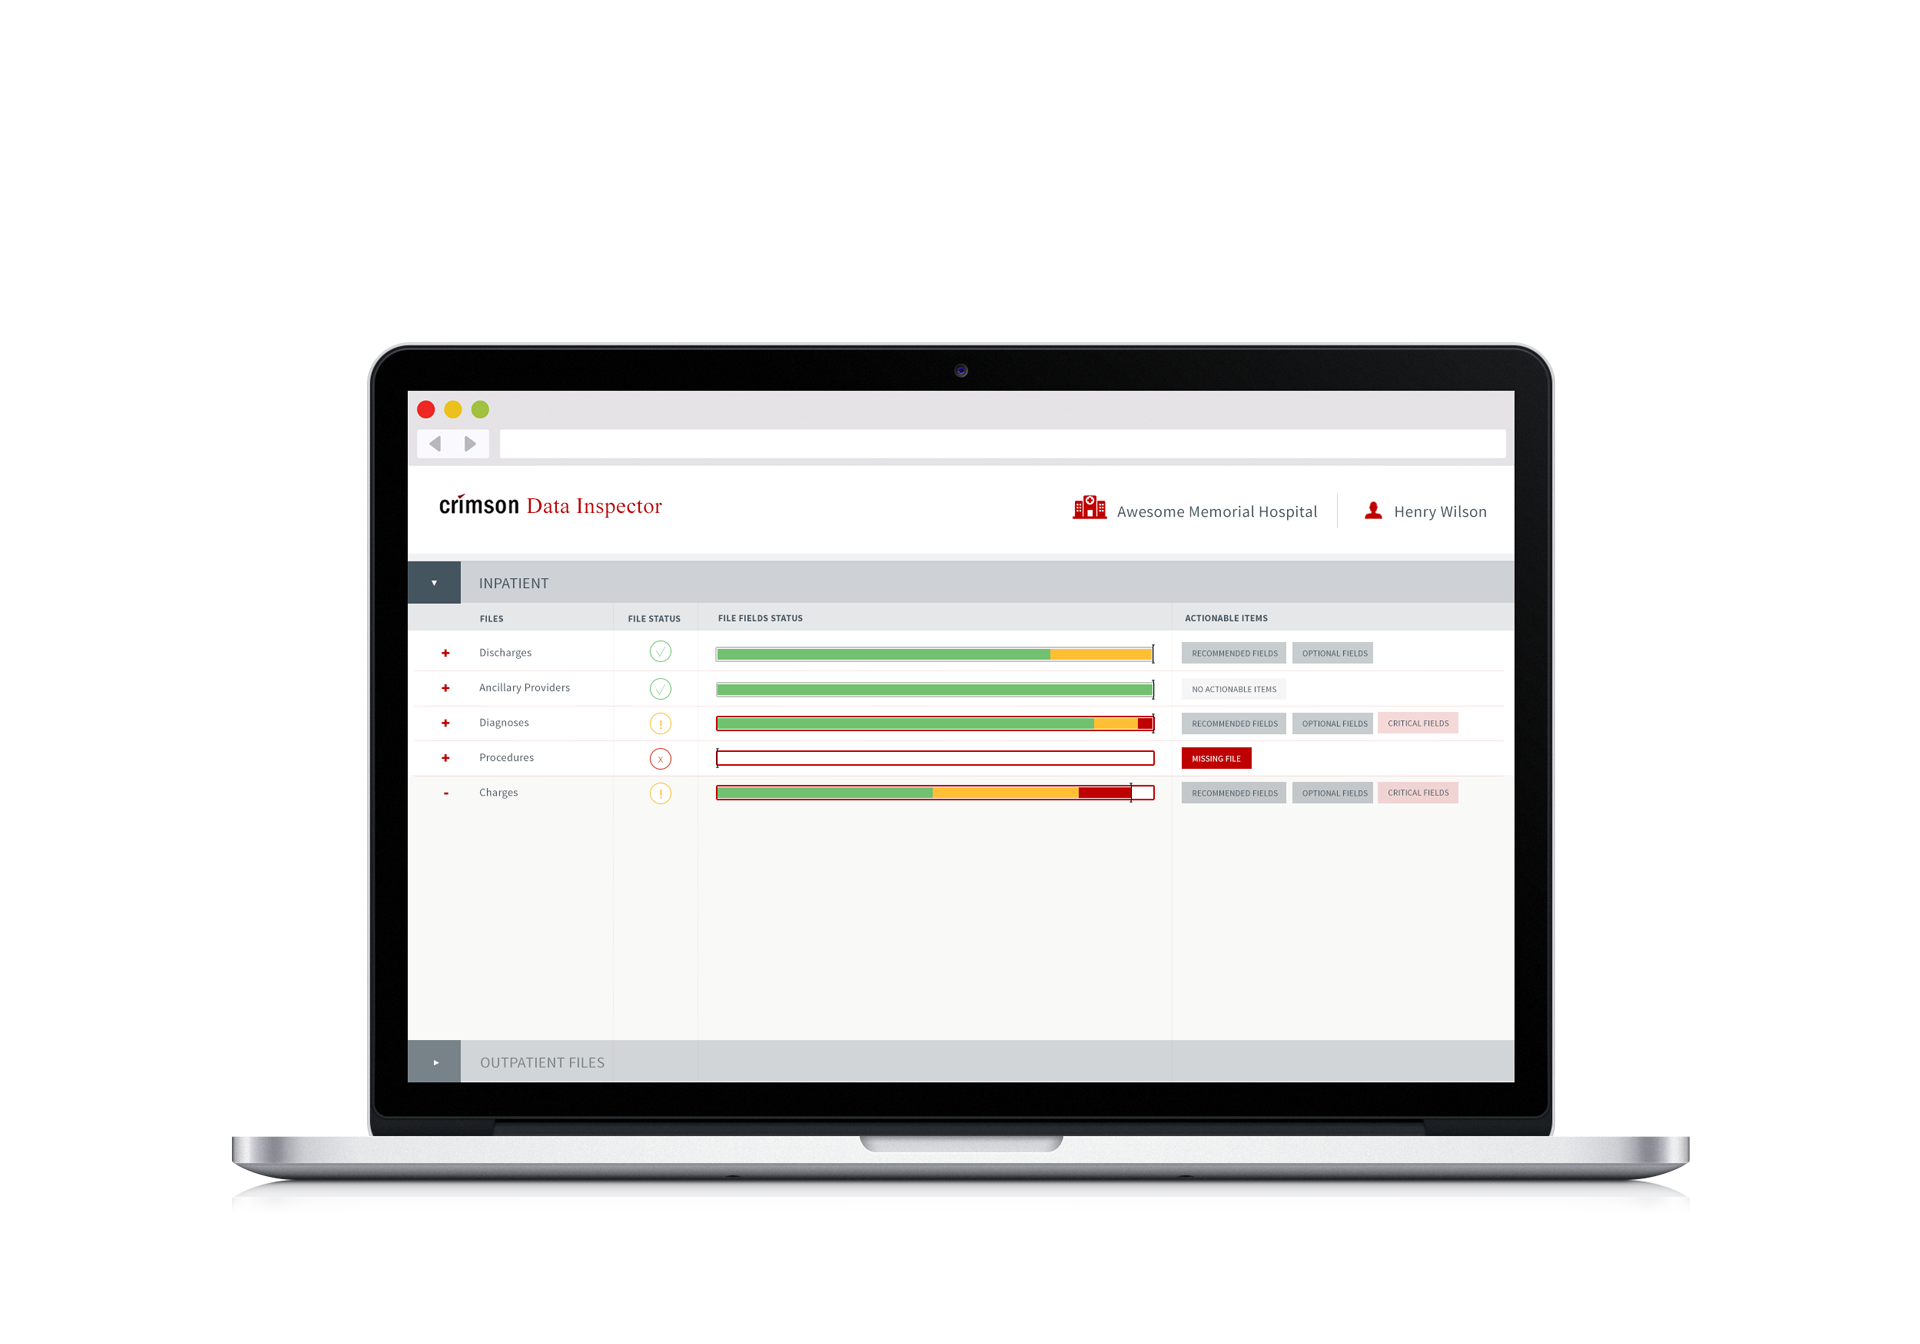 crimson Data Inspector
Awesome Memorial Hospital
Henry Wilson
INPATIENT
FILES FILE STATUS FILE FIELDS STATUS ACTIONABLE ITEMS
+ Discharges RECOMMENDED FIELDS OPTIONAL FIELDS
+ Ancillary Providers NO ACTIONABLE ITEMS
+ Diagnoses ! RECOMMENDED FIELDS OPTIONAL FIELDS CRITICAL FIELDS
+ Procedures x MISSING FILE
- Charges ! RECOMMENDED FIELDS OPTIONAL FIELDS CRITICAL FIELDS
OUTPATIENT FILES